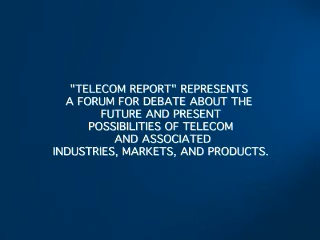 "TELECOM REPORT" REPRESENTS
A FORUM FOR DEBATE ABOUT THE
FUTURE AND PRESENT
POSSIBILITIES OF TELECOM
AND ASSOCIATED
INDUSTRIES, MARKETS, AND PRODUCTS.